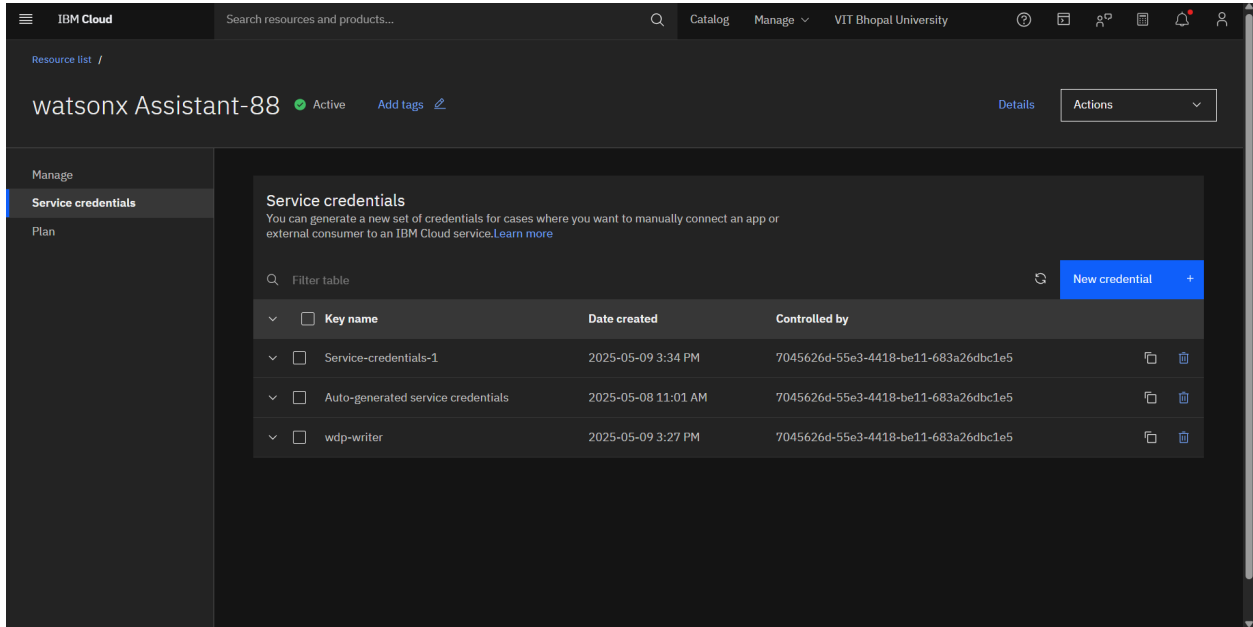 IBM Cloud
Search resources and products...
Catalog
Manage
VIT Bhopal University
Resource list /
watsonx Assistant-88
Active
Add tags
Details
Actions
Manage
Service credentials
Plan
Service credentials
You can generate a new set of credentials for cases where you want to manually connect an app or
external consumer to an IBM Cloud service.Learn more
Filter table
New credential +
Key name Date created Controlled by
Service-credentials-1 2025-05-09 3:34 PM 7045626d-55e3-4418-be11-683a26dbc1e5
Auto-generated service credentials 2025-05-08 11:01 AM 7045626d-55e3-4418-be11-683a26dbc1e5
wdp-writer 2025-05-09 3:27 PM 7045626d-55e3-4418-be11-683a26dbc1e5